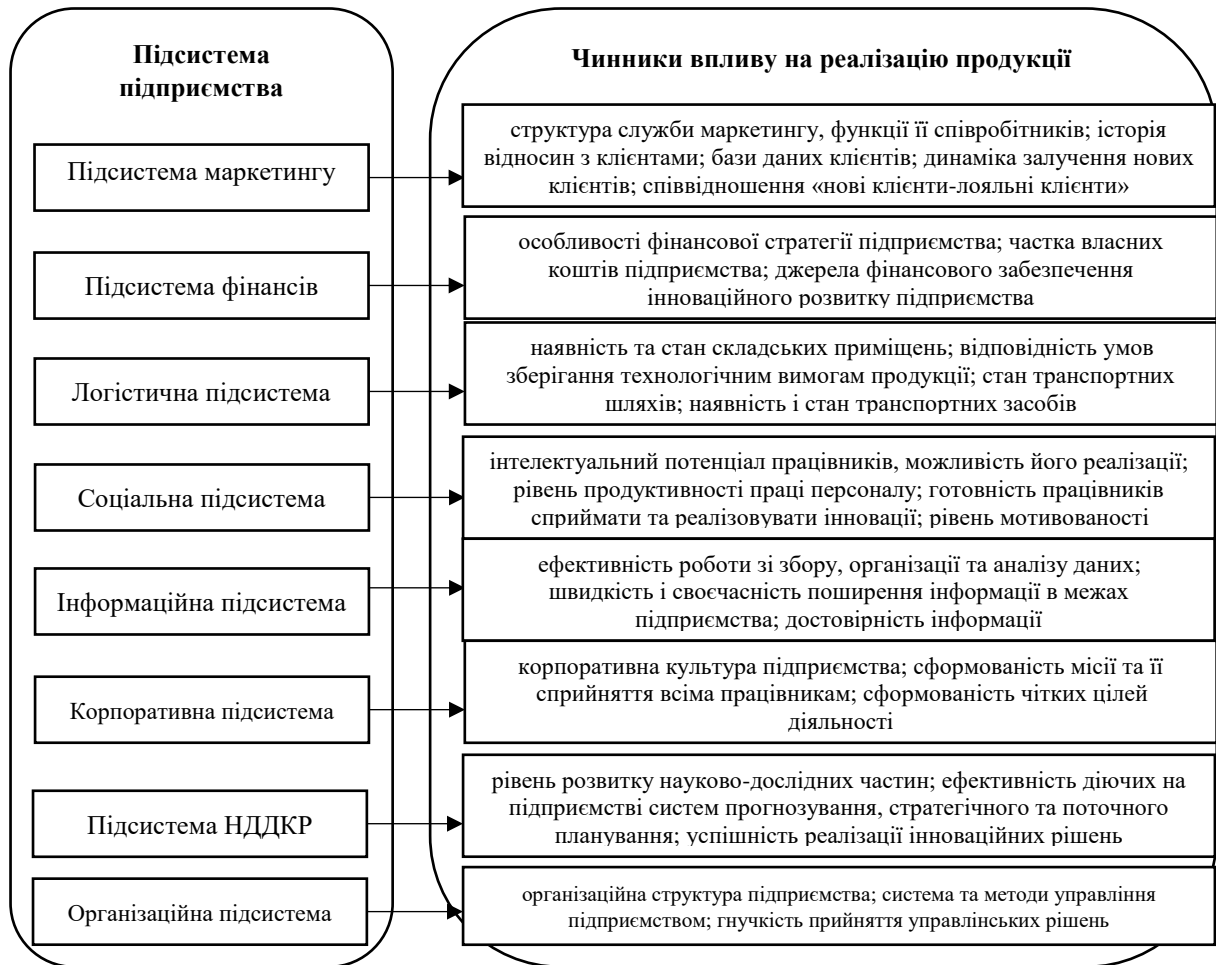 Підсистема
підприємства
Чинники впливу на реалізацію продукції
Підсистема маркетингу
структура служби маркетингу, функції її співробітників; історія
відносин з клієнтами; бази даних клієнтів; динаміка залучення нових
клієнтів; співвідношення «нові клієнти-лояльні клієнти»
Підсистема фінансів
особливості фінансової стратегії підприємства; частка власних
коштів підприємства; джерела фінансового забезпечення
інноваційного розвитку підприємства
Логістична підсистема
наявність та стан складських приміщень; відповідність умов
зберігання технологічним вимогам продукції; стан транспортних
шляхів; наявність і стан транспортних засобів
Соціальна підсистема
інтелектуальний потенціал працівників, можливість його реалізації;
рівень продуктивності праці персоналу; готовність працівників
сприймати та реалізовувати інновації; рівень мотивованості
Інформаційна підсистема
ефективність роботи зі збору, організації та аналізу даних;
швидкість і своєчасність поширення інформації в межах
підприємства; достовірність інформації
Корпоративна підсистема
корпоративна культура підприємства; сформованість місії та її
сприйняття всіма працівникам; сформованість чітких цілей
діяльності
Підсистема НДДКР
рівень розвитку науково-дослідних частин; ефективність діючих на
підприємстві систем прогнозування, стратегічного та поточного
планування; успішність реалізації інноваційних рішень
Організаційна підсистема
організаційна структура підприємства; система та методи управління
підприємством; гнучкість прийняття управлінських рішень